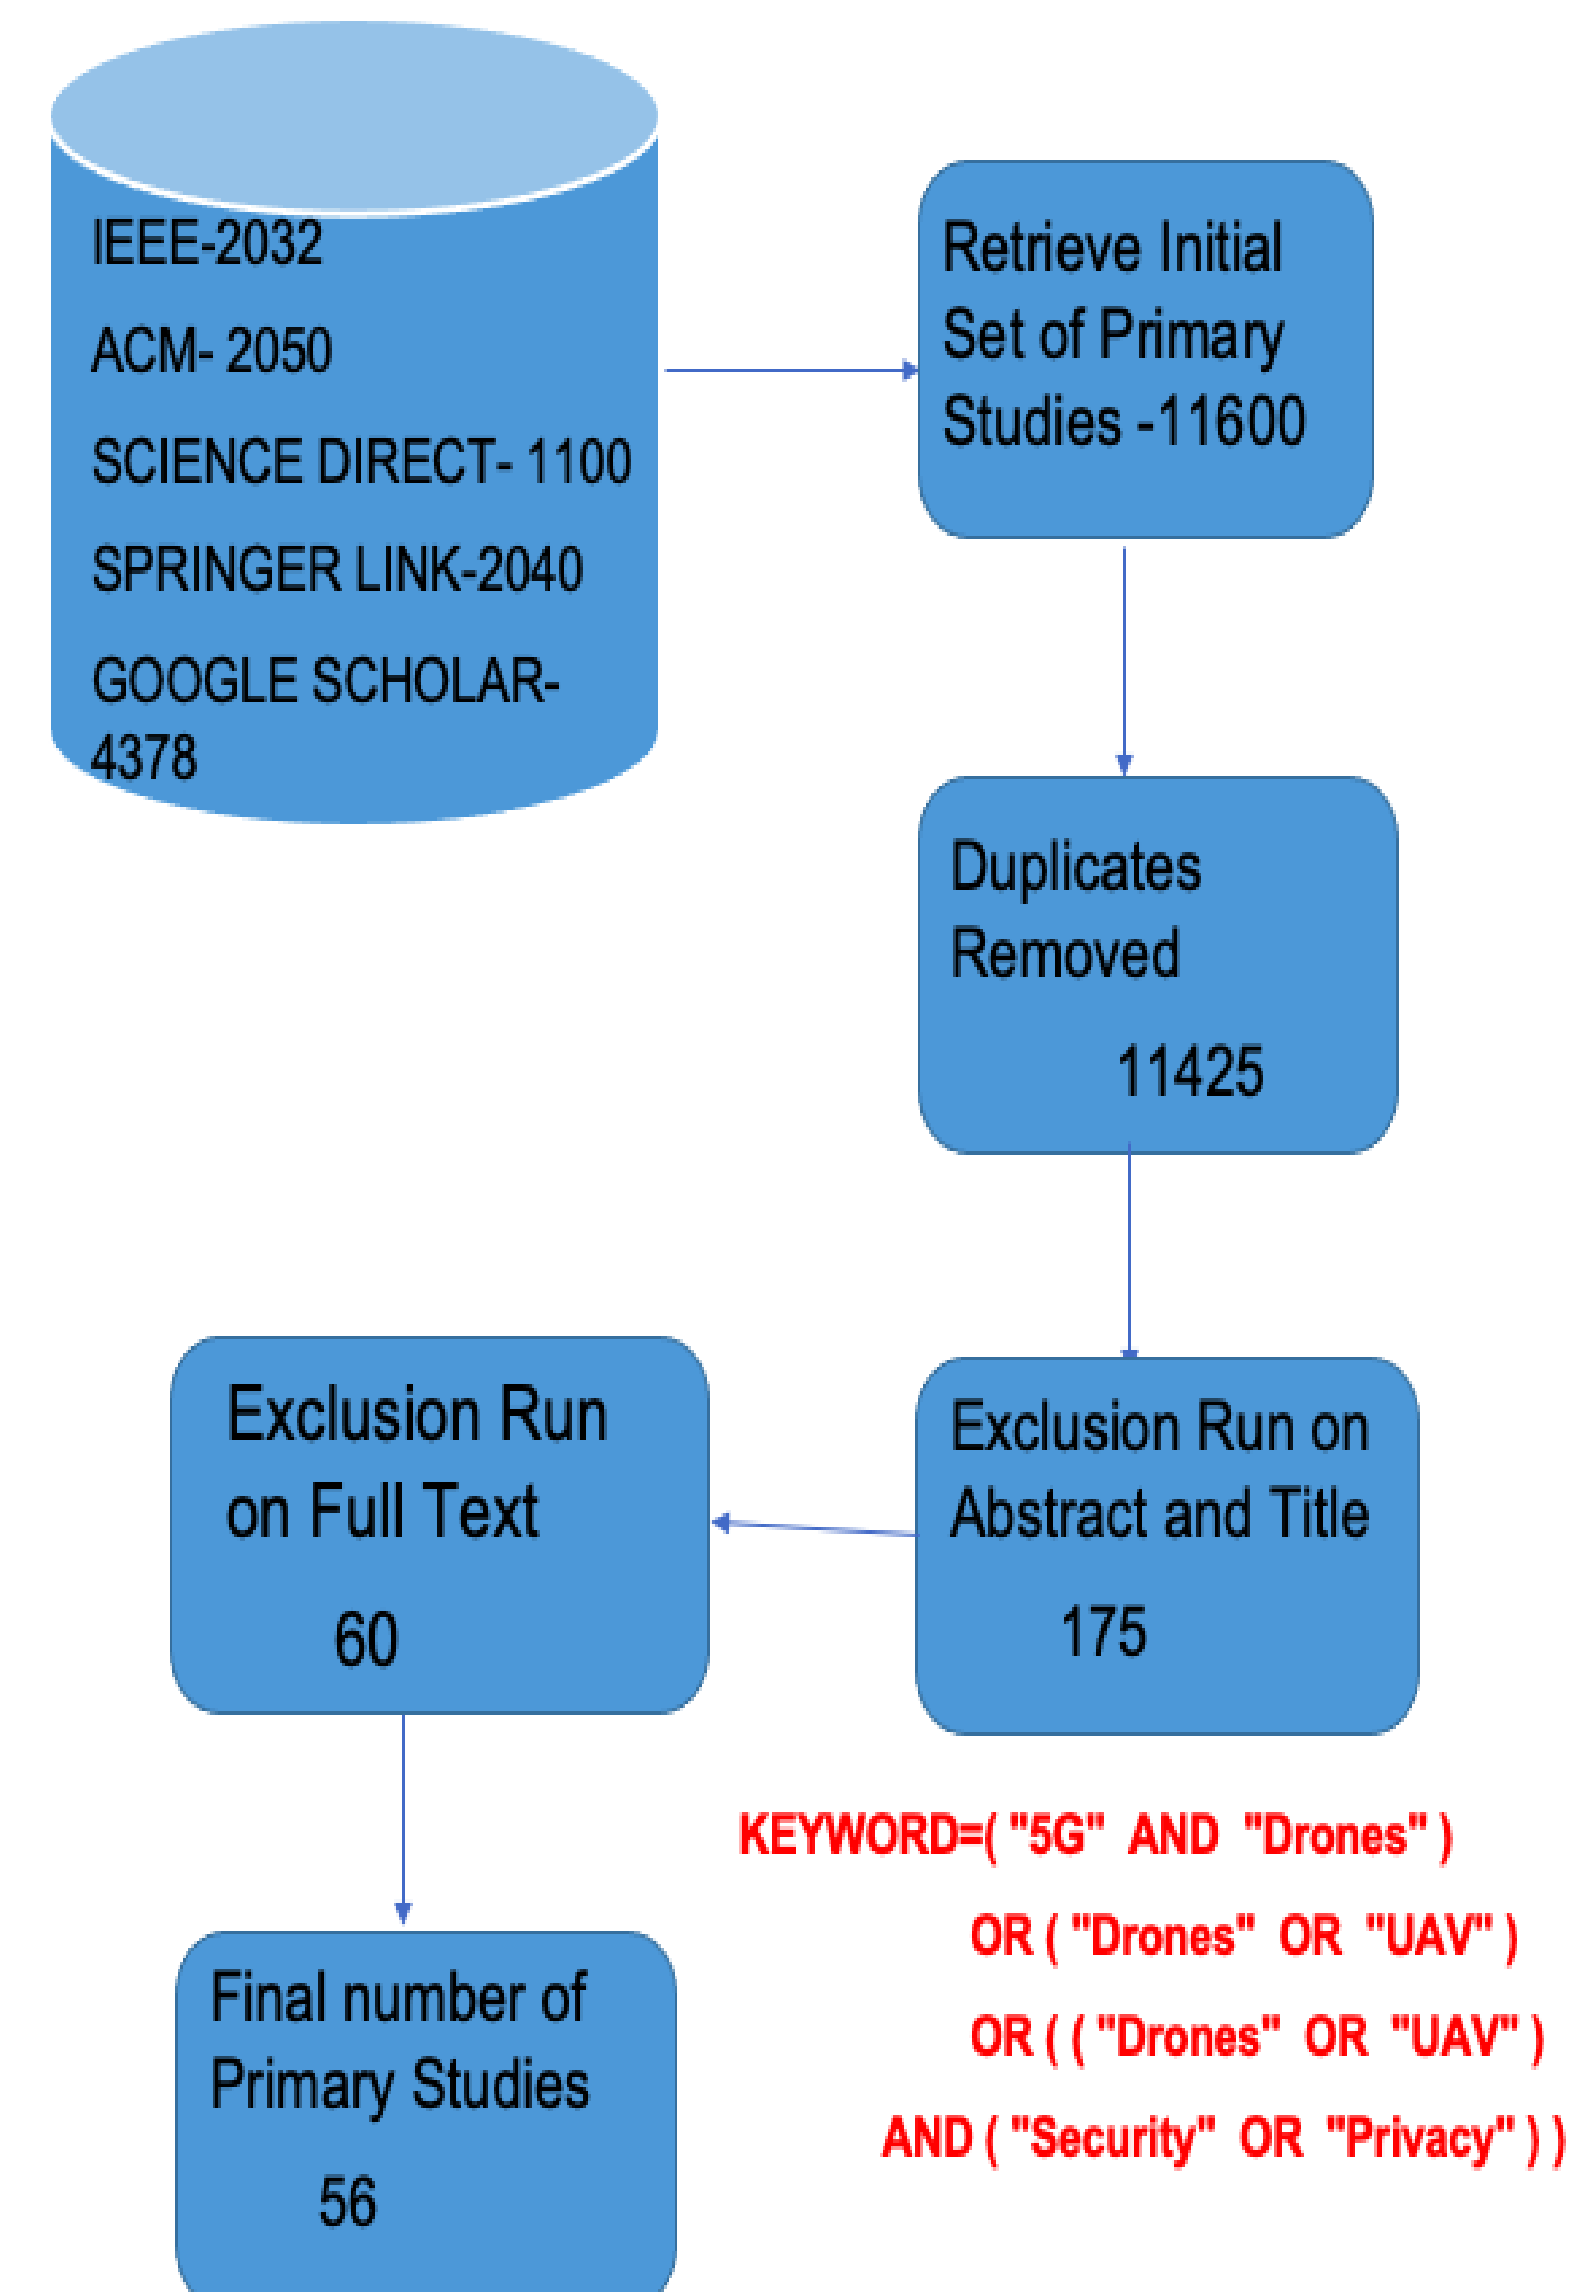 IEEE-2032
ACM- 2050
SCIENCE DIRECT- 1100
SPRINGER LINK-2040
GOOGLE SCHOLAR-
4378
Retrieve Initial
Set of Primary
Studies -11600
Duplicates
Removed
11425
Exclusion Run on
Abstract and Title
175
Exclusion Run
on Full Text
60
Final number of
Primary Studies
56
KEYWORD=( "5G" AND "Drones" )
OR ( "Drones" OR "UAV" )
OR ( ( "Drones" OR "UAV" )
AND ( "Security" OR "Privacy" ) )